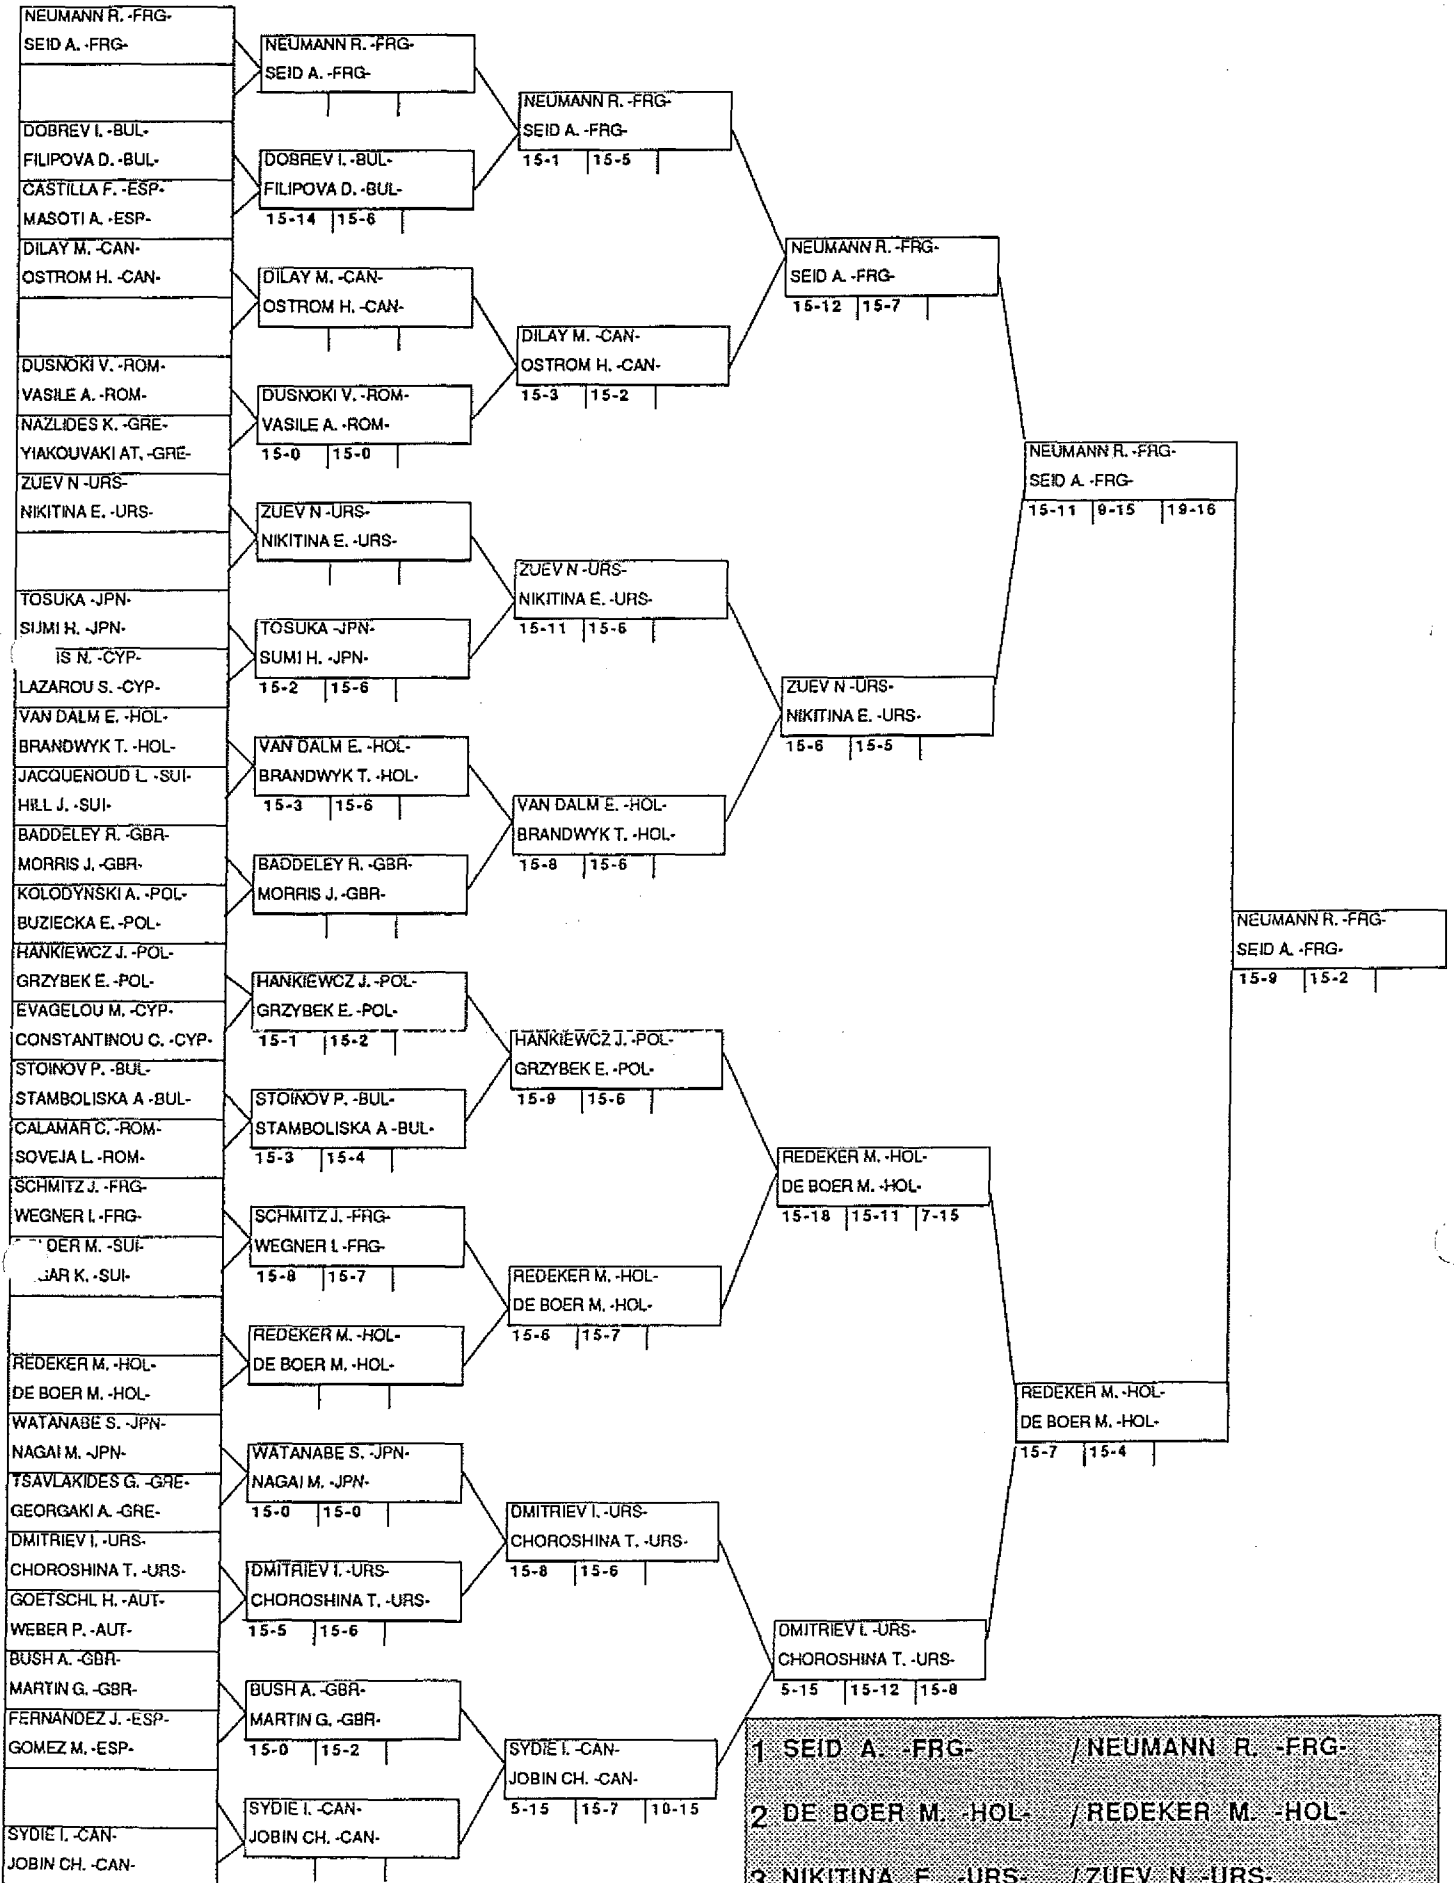 NEUMANN R. -FRG-
SEID A. -FRG-
DOBREV I. -BUL-
FILIPOVA D. -BUL-
CASTILLA F. -ESP-
MASOTI A. -ESP-
DILAY M. -CAN-
OSTROM H. -CAN-
DUSNOKI V. -ROM-
VASILE A. -ROM-
NAZLIDES K. -GRE-
YIAKOUVAKI AT. -GRE-
ZUEV N -URS-
NIKITINA E. -URS-
TOSUKA -JPN-
SUMI H. -JPN-
IS N. -CYP-
LAZAROU S. -CYP-
VAN DALM E. -HOL-
BRANDWYK T. -HOL-
JACQUENOUD L. -SUI-
HILL J. -SUI-
BADDELEY R. -GBR-
MORRIS J. -GBR-
KOLODYNSKI A. -POL-
BUZIECKA E. -POL-
HANKIEWCZ J. -POL-
GRZYBEK E. -POL-
EVAGELOU M. -CYP-
CONSTANTINOU C. -CYP-
STOINOV P. -BUL-
STAMBOLISKA A -BUL-
CALAMAR C. -ROM-
SOVEJA L. -ROM-
SCHMITZ J. -FRG-
WEGNER I. -FRG-
DER M. -SUI-
GAR K. -SUI-
REDEKER M. -HOL-
DE BOER M. -HOL-
WATANABE S. -JPN-
NAGAI M. -JPN-
TSAVLAKIDES G. -GRE-
GEORGAKI A. -GRE-
DMITRIEV I. -URS-
CHOROSHINA T. -URS-
GOETSCHL H. -AUT-
WEBER P. -AUT-
BUSH A. -GBR-
MARTIN G. -GBR-
FERNANDEZ J. -ESP-
GOMEZ M. -ESP-
SYDIE I. -CAN-
JOBIN CH. -CAN-
NEUMANN R. -FRG-
SEID A. -FRG-
DOBREV I. -BUL-
FILIPOVA D. -BUL-
15-14 15-6
DILAY M. -CAN-
OSTROM H. -CAN-
DUSNOKI V. -ROM-
VASILE A. -ROM-
15-0 15-0
ZUEV N -URS-
NIKITINA E. -URS-
TOSUKA -JPN-
SUMI H. -JPN-
15-2 15-6
VAN DALM E. -HOL-
BRANDWYK T. -HOL-
15-3 15-6
BADDELEY R. -GBR-
MORRIS J. -GBR-
HANKIEWCZ J. -POL-
GRZYBEK E. -POL-
15-1 15-2
STOINOV P. -BUL-
STAMBOLISKA A -BUL-
15-3 15-4
SCHMITZ J. -FRG-
WEGNER I. -FRG-
15-8 15-7
REDEKER M. -HOL-
DE BOER M. -HOL-
WATANABE S. -JPN-
NAGAI M. -JPN-
15-0 15-0
DMITRIEV I. -URS-
CHOROSHINA T. -URS-
15-5 15-6
BUSH A. -GBR-
MARTIN G. -GBR-
15-0 15-2
SYDIE I. -CAN-
JOBIN CH. -CAN-
NEUMANN R. -FRG-
SEID A. -FRG-
15-1 15-5
DILAY M. -CAN-
OSTROM H. -CAN-
15-3 15-2
ZUEV N -URS-
NIKITINA E. -URS-
15-11 15-6
VAN DALM E. -HOL-
BRANDWYK T. -HOL-
15-8 15-6
HANKIEWCZ J. -POL-
GRZYBEK E. -POL-
15-9 15-6
REDEKER M. -HOL-
DE BOER M. -HOL-
15-6 15-7
DMITRIEV I. -URS-
CHOROSHINA T. -URS-
15-8 15-6
SYDIE I. -CAN-
JOBIN CH. -CAN-
5-15 15-7 10-15
NEUMANN R. -FRG-
SEID A. -FRG-
15-12 15-7
ZUEV N -URS-
NIKITINA E. -URS-
15-6 15-5
REDEKER M. -HOL-
DE BOER M. -HOL-
15-18 15-11 7-15
DMITRIEV I. -URS-
CHOROSHINA T. -URS-
5-15 15-12 15-8
NEUMANN R. -FRG-
SEID A. -FRG-
15-11 9-15 19-16
REDEKER M. -HOL-
DE BOER M. -HOL-
15-7 15-4
NEUMANN R. -FRG-
SEID A. -FRG-
15-9 15-2
1 SEID A. -FRG- / NEUMANN R. -FRG-
2 DE BOER M. -HOL- / REDEKER M. -HOL-
3 NIKITINA E. -URS- / ZUEV N -URS-